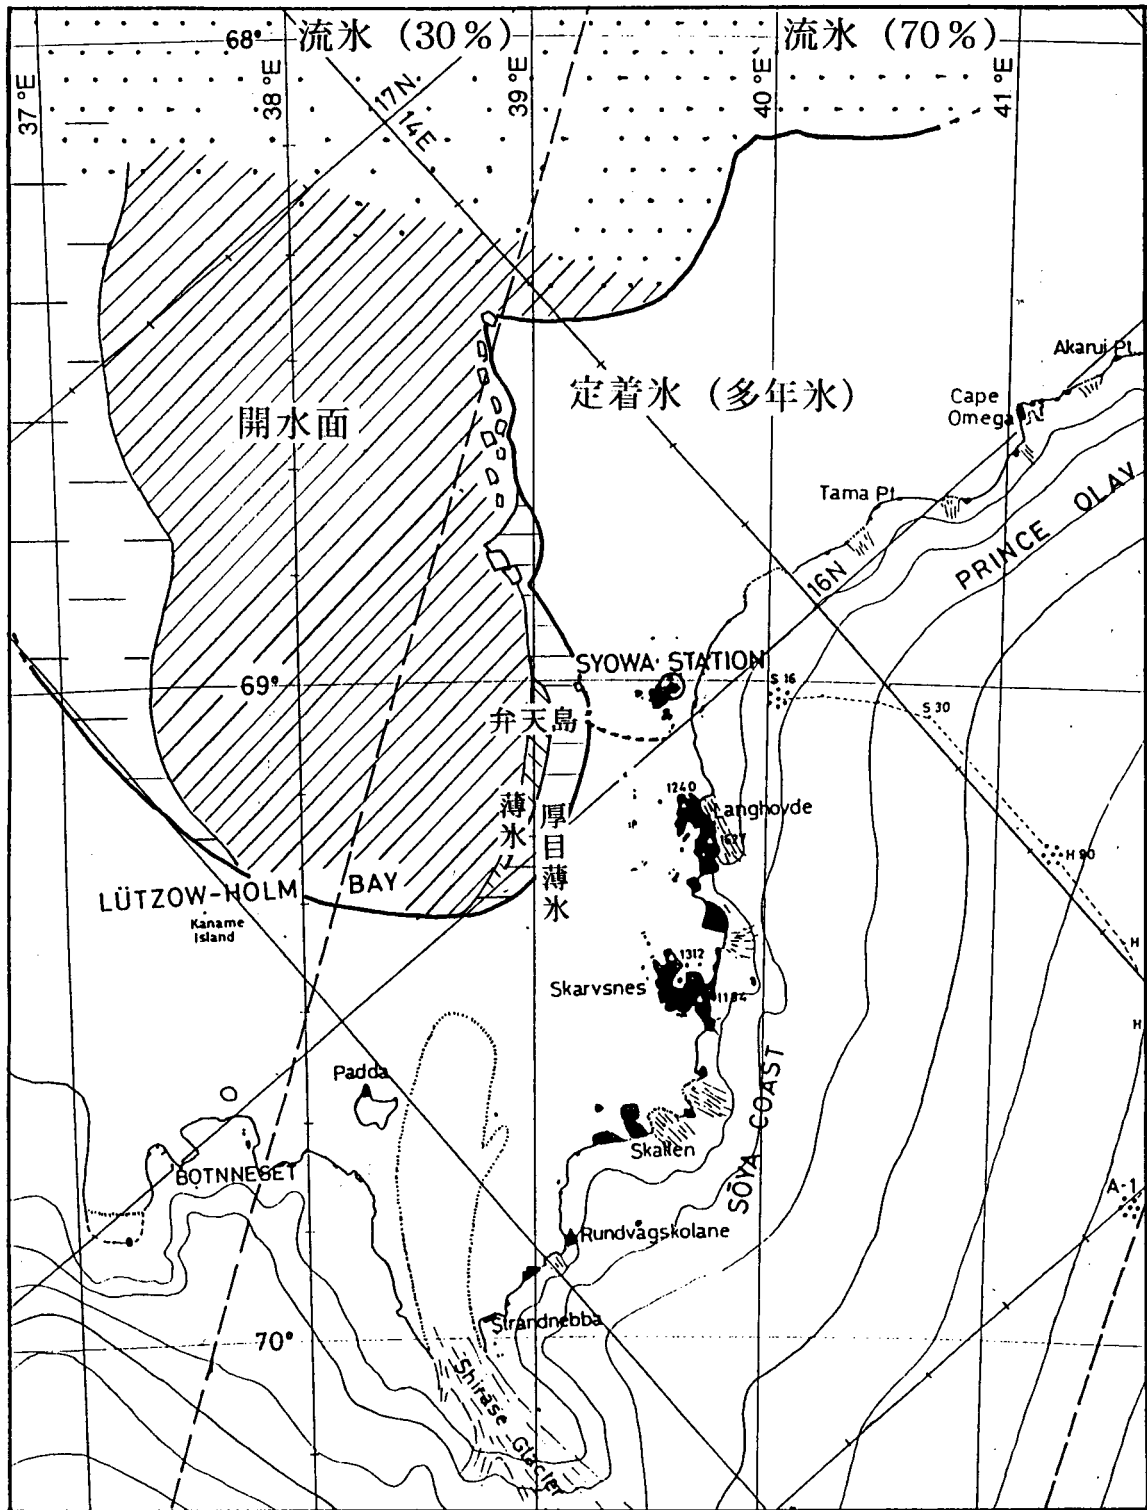 68°
流氷 (30%)
流氷 (70%)
37°E
38°E
39°E
40°E
41°E
17N
14E
開水面
定着氷 (多年氷)
Akarui Pt.
Cape
Omega
Tama Pt.
PRINCE OLAV
16N
SYOWA STATION
69°
S 16
S 30
弁天島
薄氷
厚目薄氷
1240
Langhovde
H 90
LÜTZOW-HOLM BAY
Kaname
Island
1312
Skarvsnes
1184
H
H
Padda
SŌYA COAST
Skallen
BOTNNESET
A-1
Rundvågskolane
Strandnebba
70°
Shirase Glacier